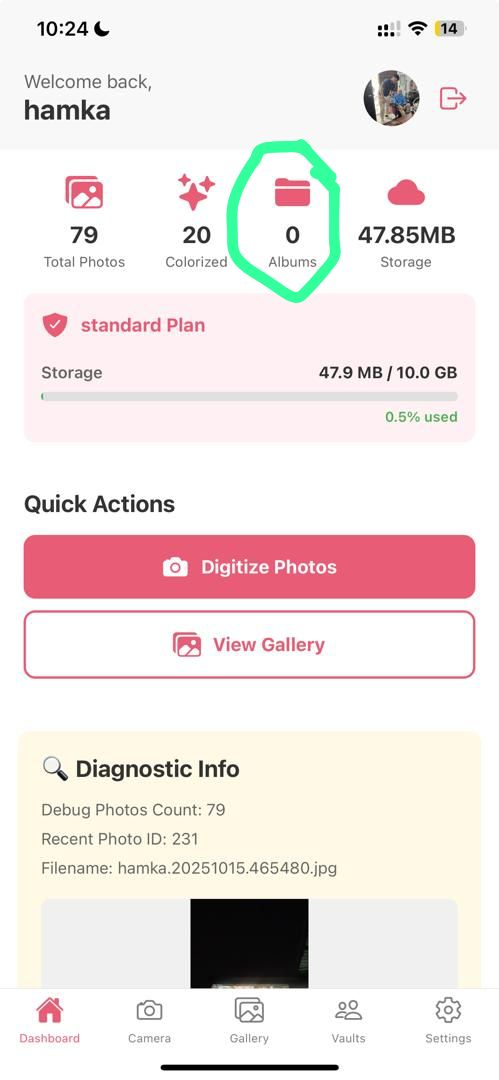 10:24
14
Welcome back,
hamka
79
20
0
47.85MB
Total Photos
Colorized
Albums
Storage
standard Plan
Storage
47.9 MB / 10.0 GB
0.5% used
Quick Actions
Digitize Photos
View Gallery
Diagnostic Info
Debug Photos Count: 79
Recent Photo ID: 231
Filename: hamka.20251015.465480.jpg
Dashboard
Camera
Gallery
Vaults
Settings